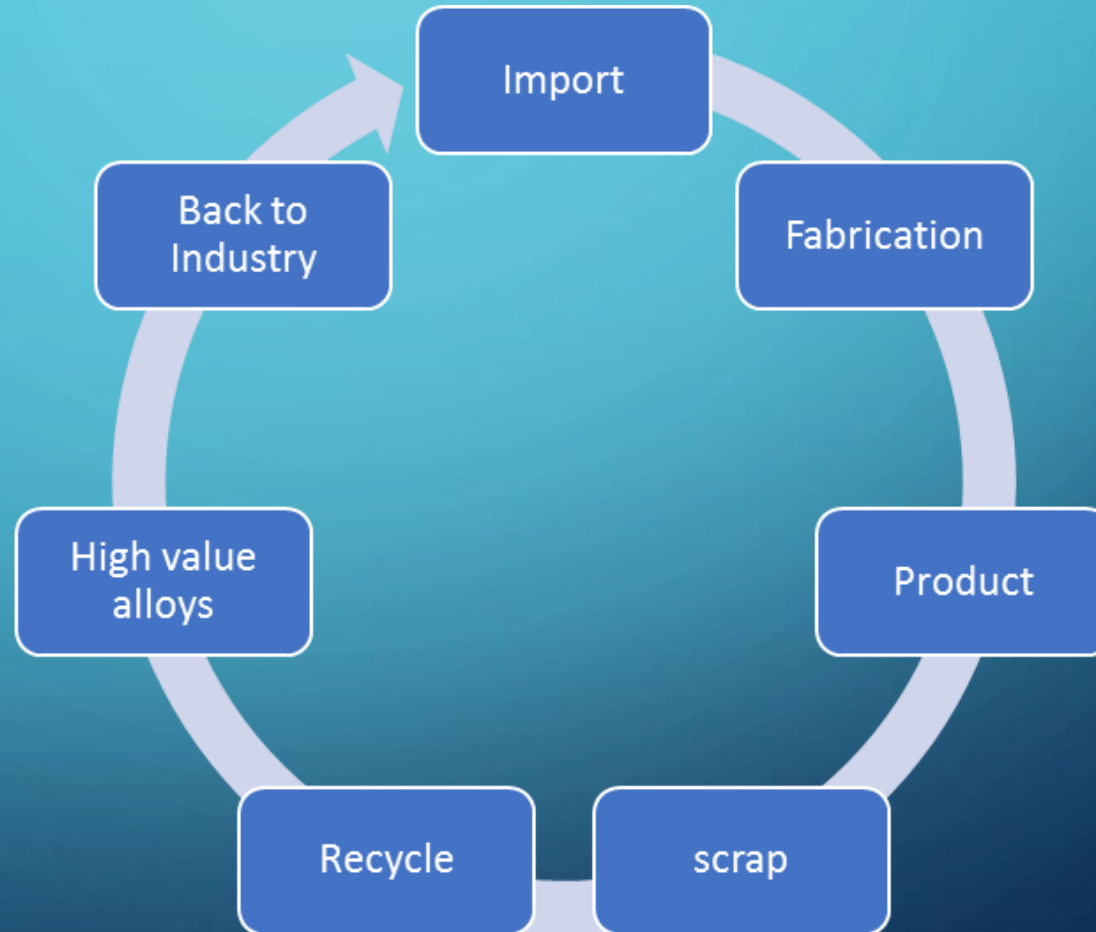 Import
Fabrication
Product
scrap
Recycle
High value
alloys
Back to
Industry